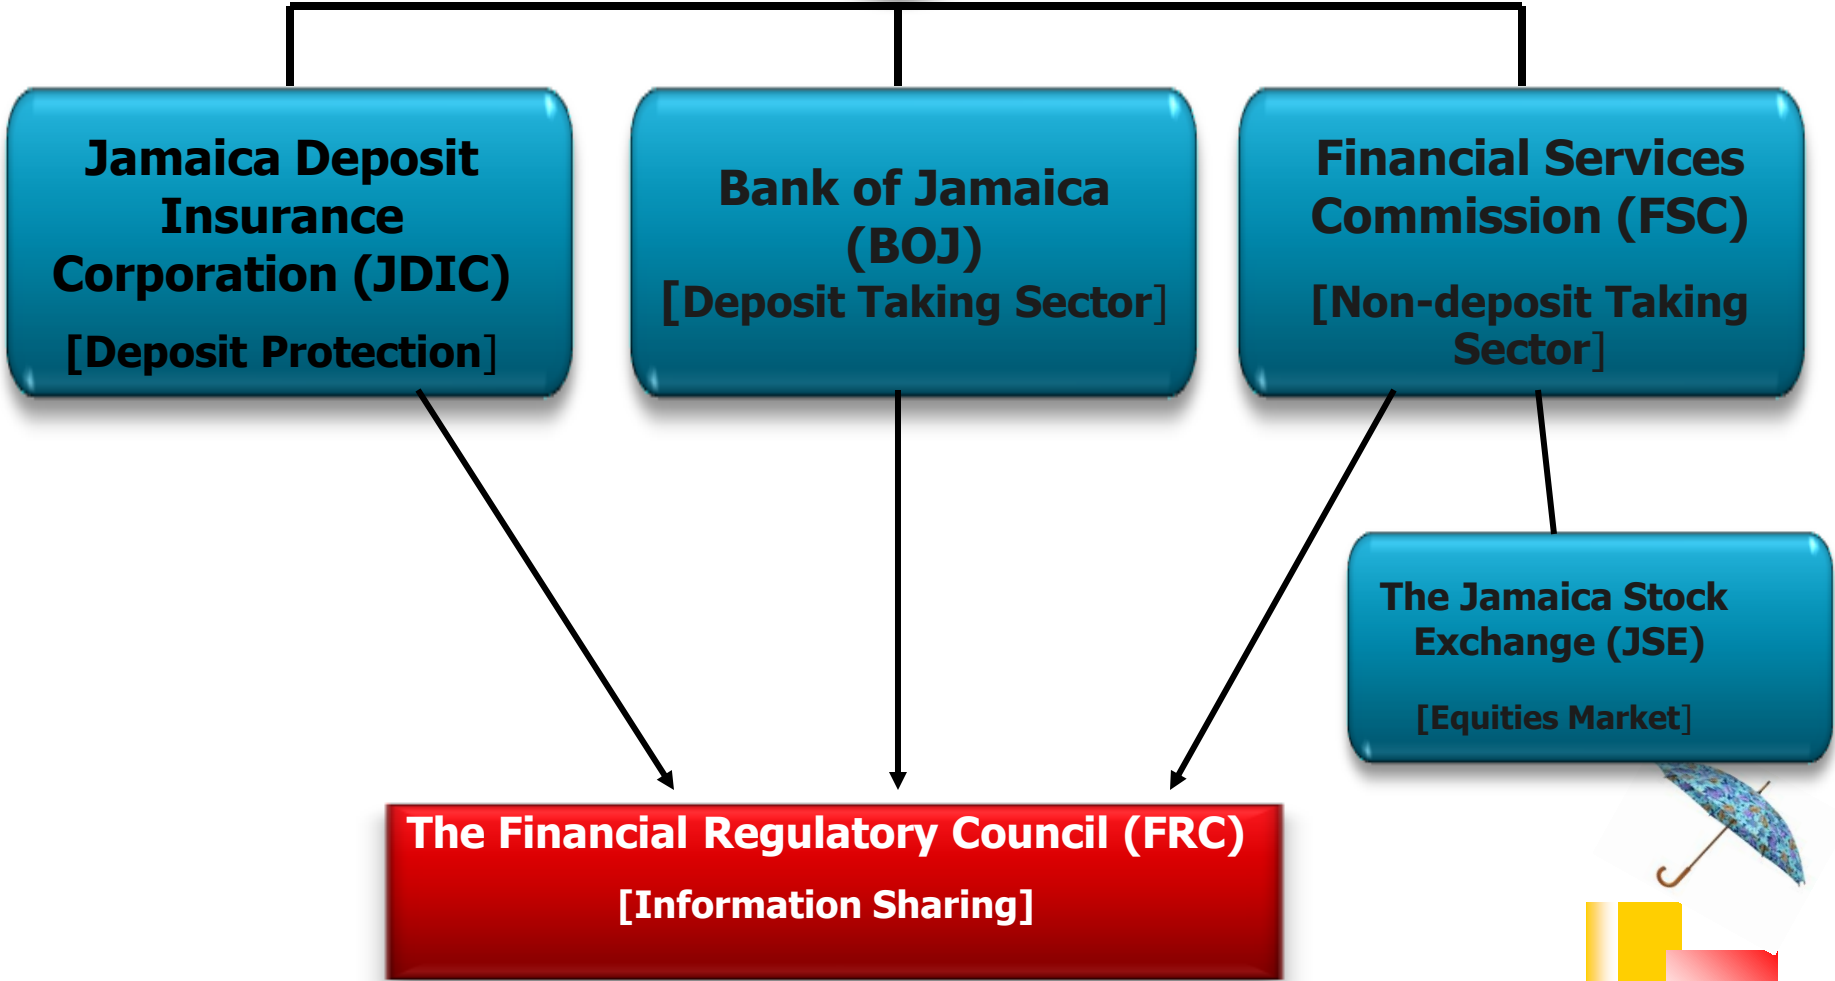 Jamaica Deposit
Insurance
Corporation (JDIC)
[Deposit Protection]
Bank of Jamaica
(BOJ)
[Deposit Taking Sector]
Financial Services
Commission (FSC)
[Non-deposit Taking
Sector]
The Jamaica Stock
Exchange (JSE)
[Equities Market]
The Financial Regulatory Council (FRC)
[Information Sharing]